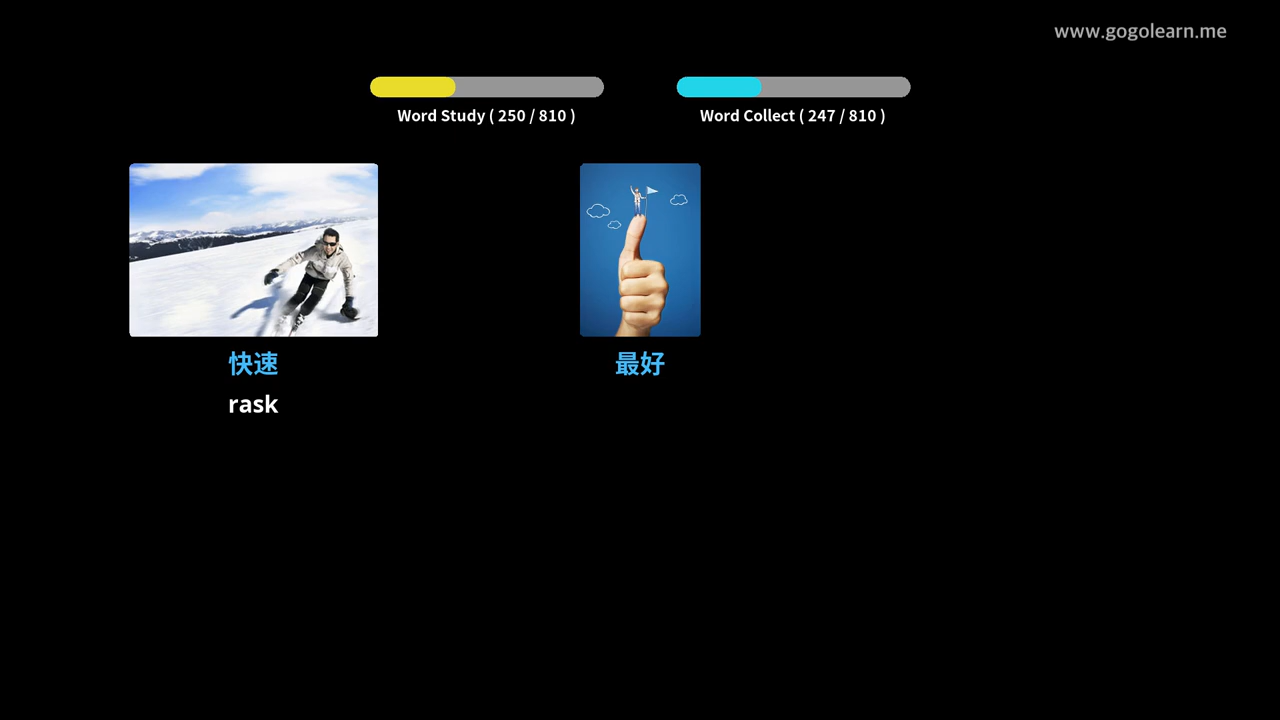 www.gogolearn.me
Word Study ( 250 / 810 )
Word Collect ( 247 / 810 )
快速
rask
最好